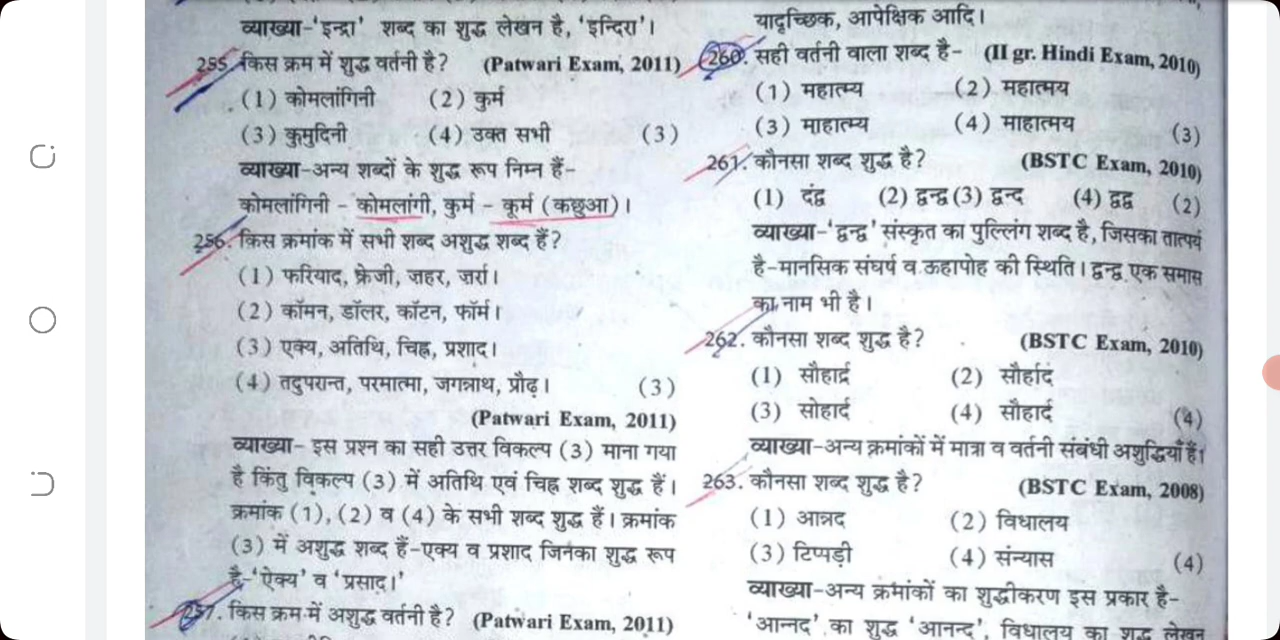 व्याख्या-'इन्द्रा' शब्द का शुद्ध लेखन है, 'इन्दिरा'।
255. किस क्रम में शुद्ध वर्तनी है? (Patwari Exam, 2011)
(1) कोमलांगिनी (2) कुर्म
(3) कुमुदिनी (4) उक्त सभी (3)
व्याख्या-अन्य शब्दों के शुद्ध रूप निम्न हैं-
कोमलांगिनी - कोमलांगी, कुर्म - कूर्म (कछुआ)।
256. किस क्रमांक में सभी शब्द अशुद्ध शब्द हैं?
(1) फरियाद, फ्रेजी, जहर, जर्रा।
(2) कॉमन, डॉलर, कॉटन, फॉर्म।
(3) एक्य, अतिथि, चिह्न, प्रशाद।
(4) तदुपरान्त, परमात्मा, जगन्नाथ, प्रौढ़। (3)
(Patwari Exam, 2011)
व्याख्या- इस प्रश्न का सही उत्तर विकल्प (3) माना गया
है किंतु विकल्प (3) में अतिथि एवं चिह्न शब्द शुद्ध हैं।
क्रमांक (1), (2) व (4) के सभी शब्द शुद्ध हैं। क्रमांक
(3) में अशुद्ध शब्द हैं-एक्य व प्रशाद जिनका शुद्ध रूप
है-'ऐक्य' व 'प्रसाद।'
257. किस क्रम में अशुद्ध वर्तनी है? (Patwari Exam, 2011)
यादृच्छिक, आपेक्षिक आदि।
260. सही वर्तनी वाला शब्द है- (II gr. Hindi Exam, 2010)
(1) महात्म्य (2) महात्मय
(3) माहात्म्य (4) माहात्मय (3)
261. कौनसा शब्द शुद्ध है? (BSTC Exam, 2010)
(1) दंद्व (2) द्वन्द्व (3) द्वन्द (4) द्वद्व (2)
व्याख्या-'द्वन्द्व' संस्कृत का पुल्लिंग शब्द है, जिसका तात्पर्य
है-मानसिक संघर्ष व ऊहापोह की स्थिति। द्वन्द्व एक समास
का नाम भी है।
262. कौनसा शब्द शुद्ध है? (BSTC Exam, 2010)
(1) सौहार्द्र (2) सौर्हाद
(3) सोहार्द (4) सौहार्द (4)
व्याख्या-अन्य क्रमांकों में मात्रा व वर्तनी संबंधी अशुद्धियाँ हैं।
263. कौनसा शब्द शुद्ध है? (BSTC Exam, 2008)
(1) आन्नद (2) विधालय
(3) टिप्पड़ी (4) संन्यास (4)
व्याख्या-अन्य क्रमांकों का शुद्धीकरण इस प्रकार है-
'आन्नद' का शुद्ध 'आनन्द', विधालय का शुद्ध लेखन